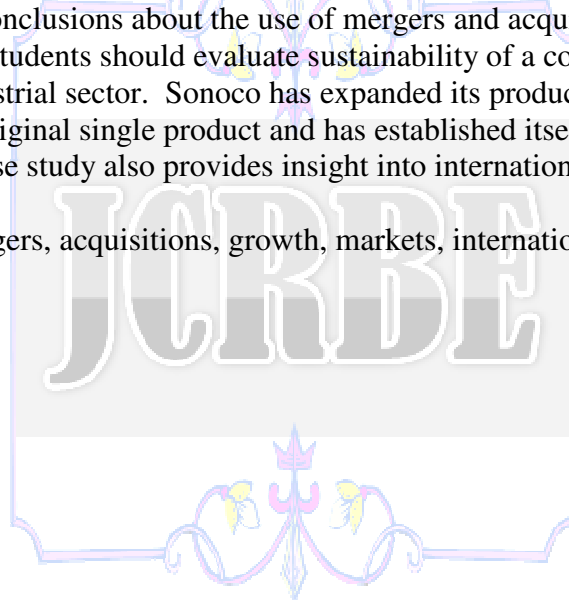 onclusions about the use of mergers and acqu
tudents should evaluate sustainability of a co
strial sector.  Sonoco has expanded its produc
iginal single product and has established itse
se study also provides insight into internation
gers, acquisitions, growth, markets, internatio
JCRBE